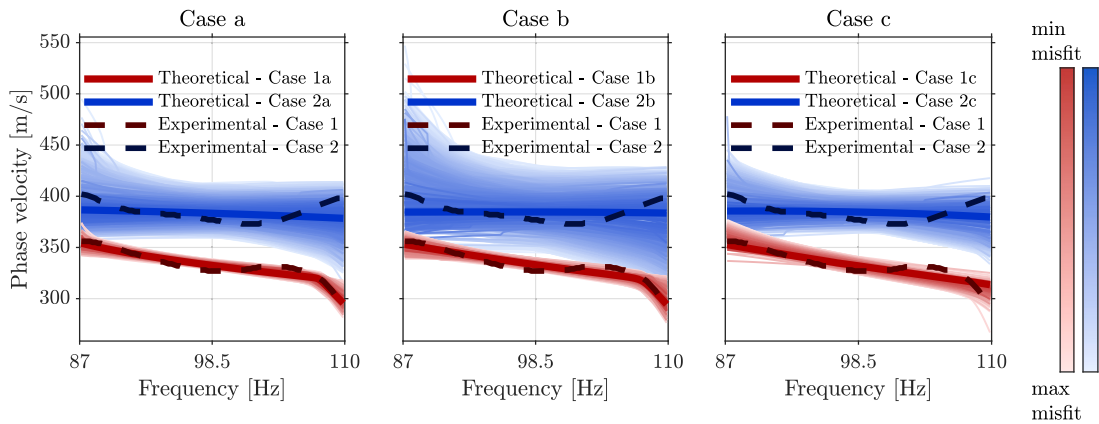 Case a
Case b
Case c
min
misfit
Phase velocity [m/s]
550
500
450
400
350
300
Theoretical - Case 1a
Theoretical - Case 2a
Experimental - Case 1
Experimental - Case 2
Theoretical - Case 1b
Theoretical - Case 2b
Experimental - Case 1
Experimental - Case 2
Theoretical - Case 1c
Theoretical - Case 2c
Experimental - Case 1
Experimental - Case 2
87
98.5
110
87
98.5
110
87
98.5
110
Frequency [Hz]
Frequency [Hz]
Frequency [Hz]
max
misfit